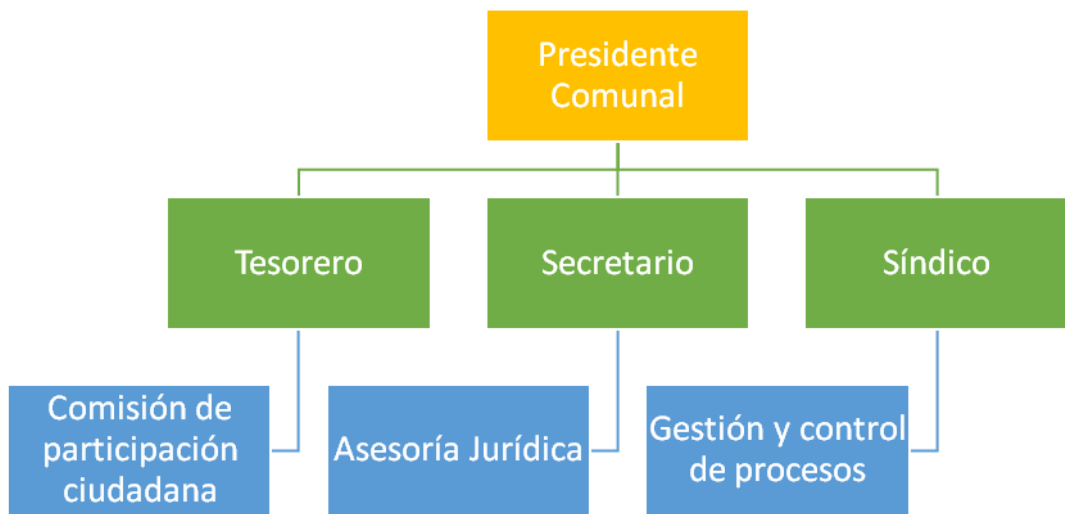 Presidente
Comunal
Tesorero
Secretario
Síndico
Comisión de
participación
ciudadana
Asesoría Jurídica
Gestión y control
de procesos